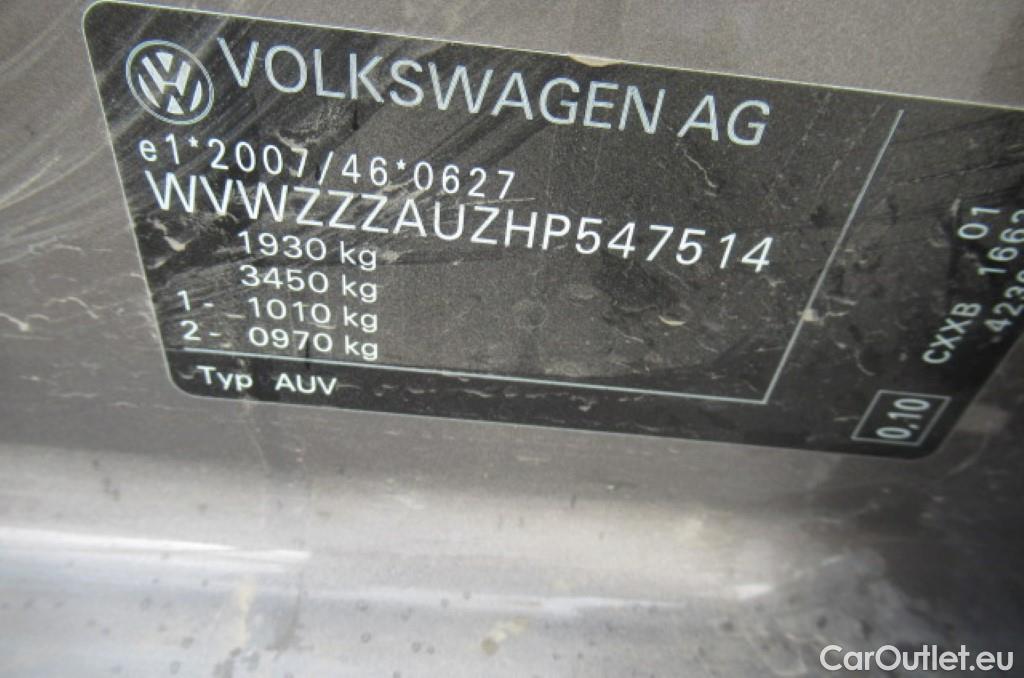 VOLKSWAGEN AG
e1*2007/46*0627
WVWZZZAUZHP547514
1930 kg
3450 kg
1- 1010 kg
2- 0970 kg
Typ AUV
CXXB 01
0,10
CarOutlet.eu